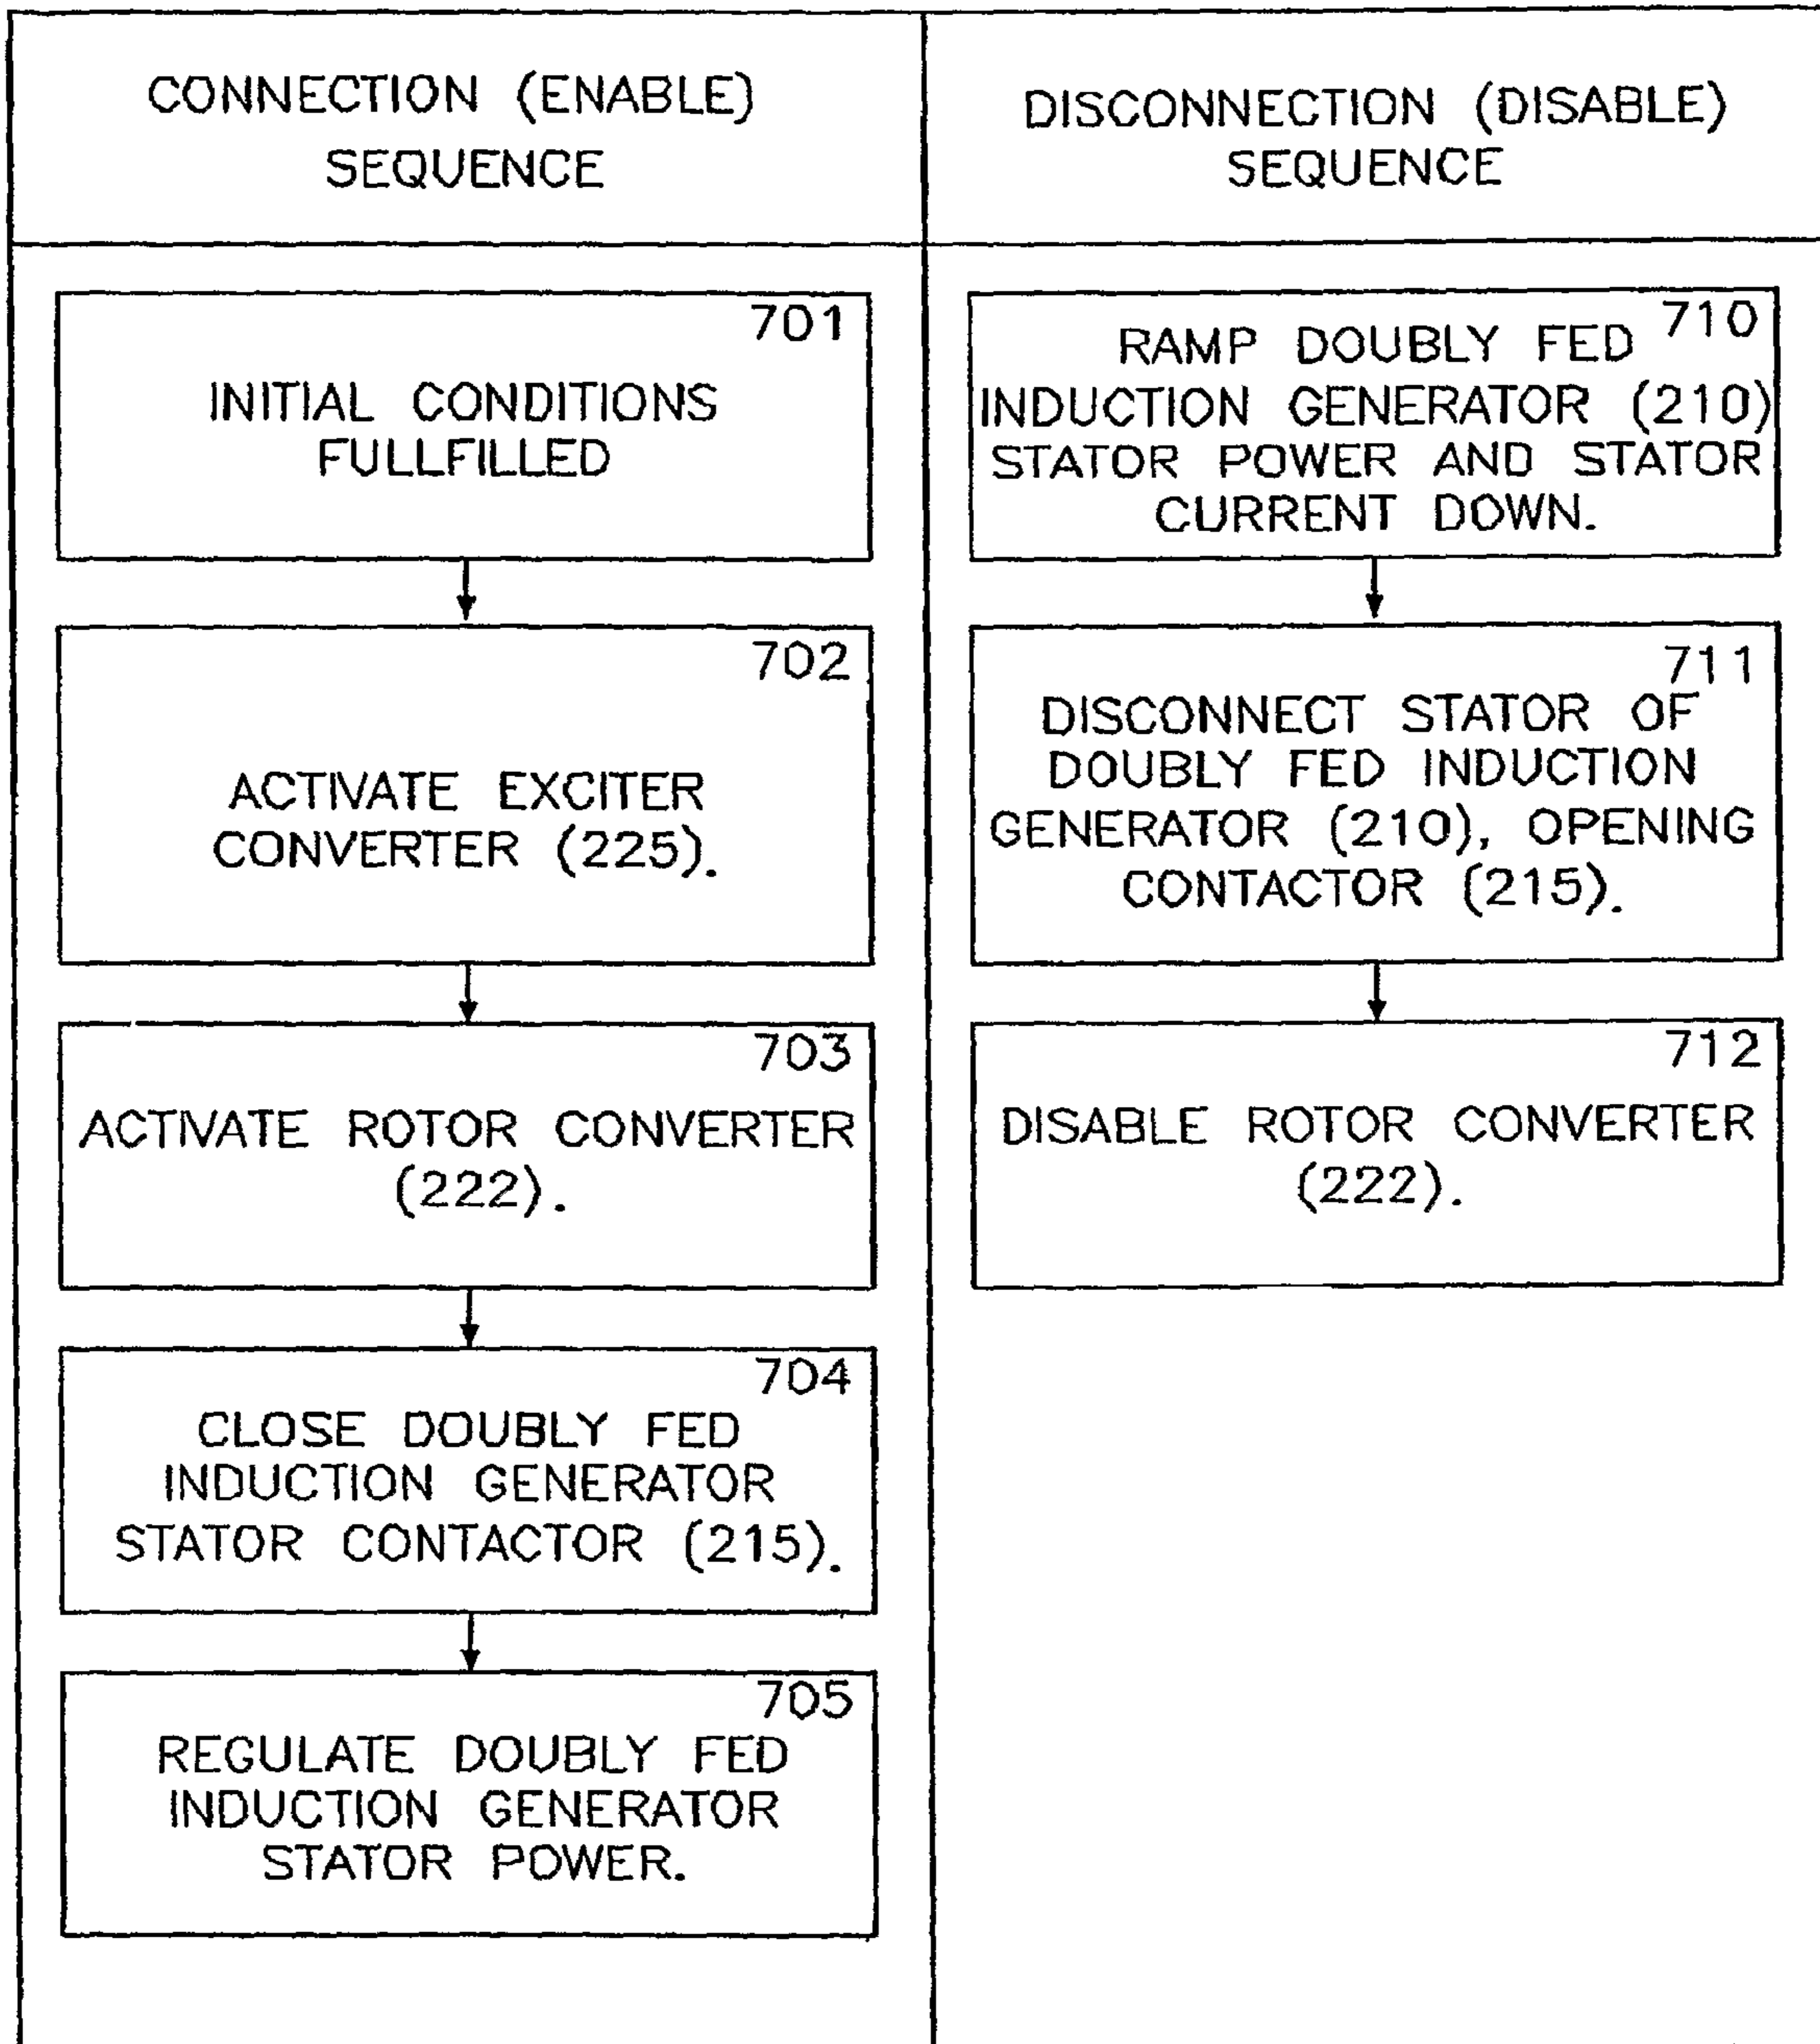 CONNECTION (ENABLE)
SEQUENCE
701
INITIAL CONDITIONS
FULLFILLED
702
ACTIVATE EXCITER
CONVERTER (225).
703
ACTIVATE ROTOR CONVERTER
(222).
704
CLOSE DOUBLY FED
INDUCTION GENERATOR
STATOR CONTACTOR (215).
705
REGULATE DOUBLY FED
INDUCTION GENERATOR
STATOR POWER.
DISCONNECTION (DISABLE)
SEQUENCE
710
RAMP DOUBLY FED
INDUCTION GENERATOR (210)
STATOR POWER AND STATOR
CURRENT DOWN.
711
DISCONNECT STATOR OF
DOUBLY FED INDUCTION
GENERATOR (210), OPENING
CONTACTOR (215).
712
DISABLE ROTOR CONVERTER
(222).